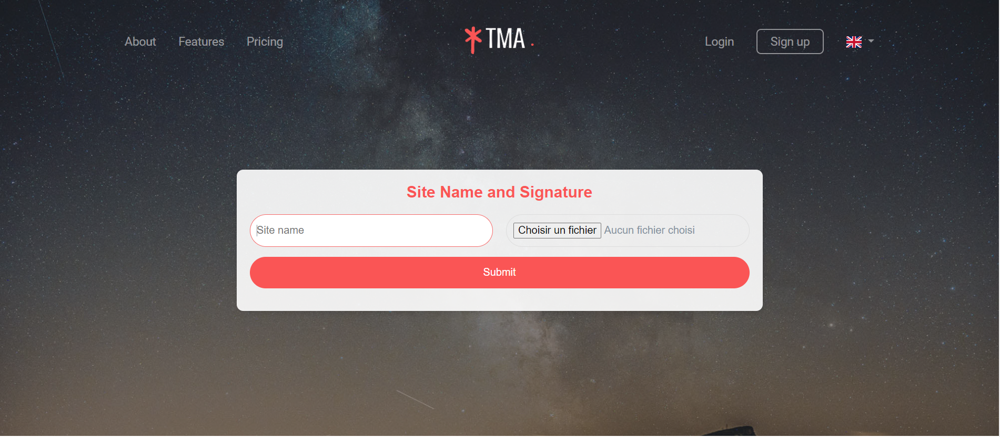 About Features Pricing TMA . Login Sign up
Site Name and Signature
Site name Choisir un fichier Aucun fichier choisi
Submit